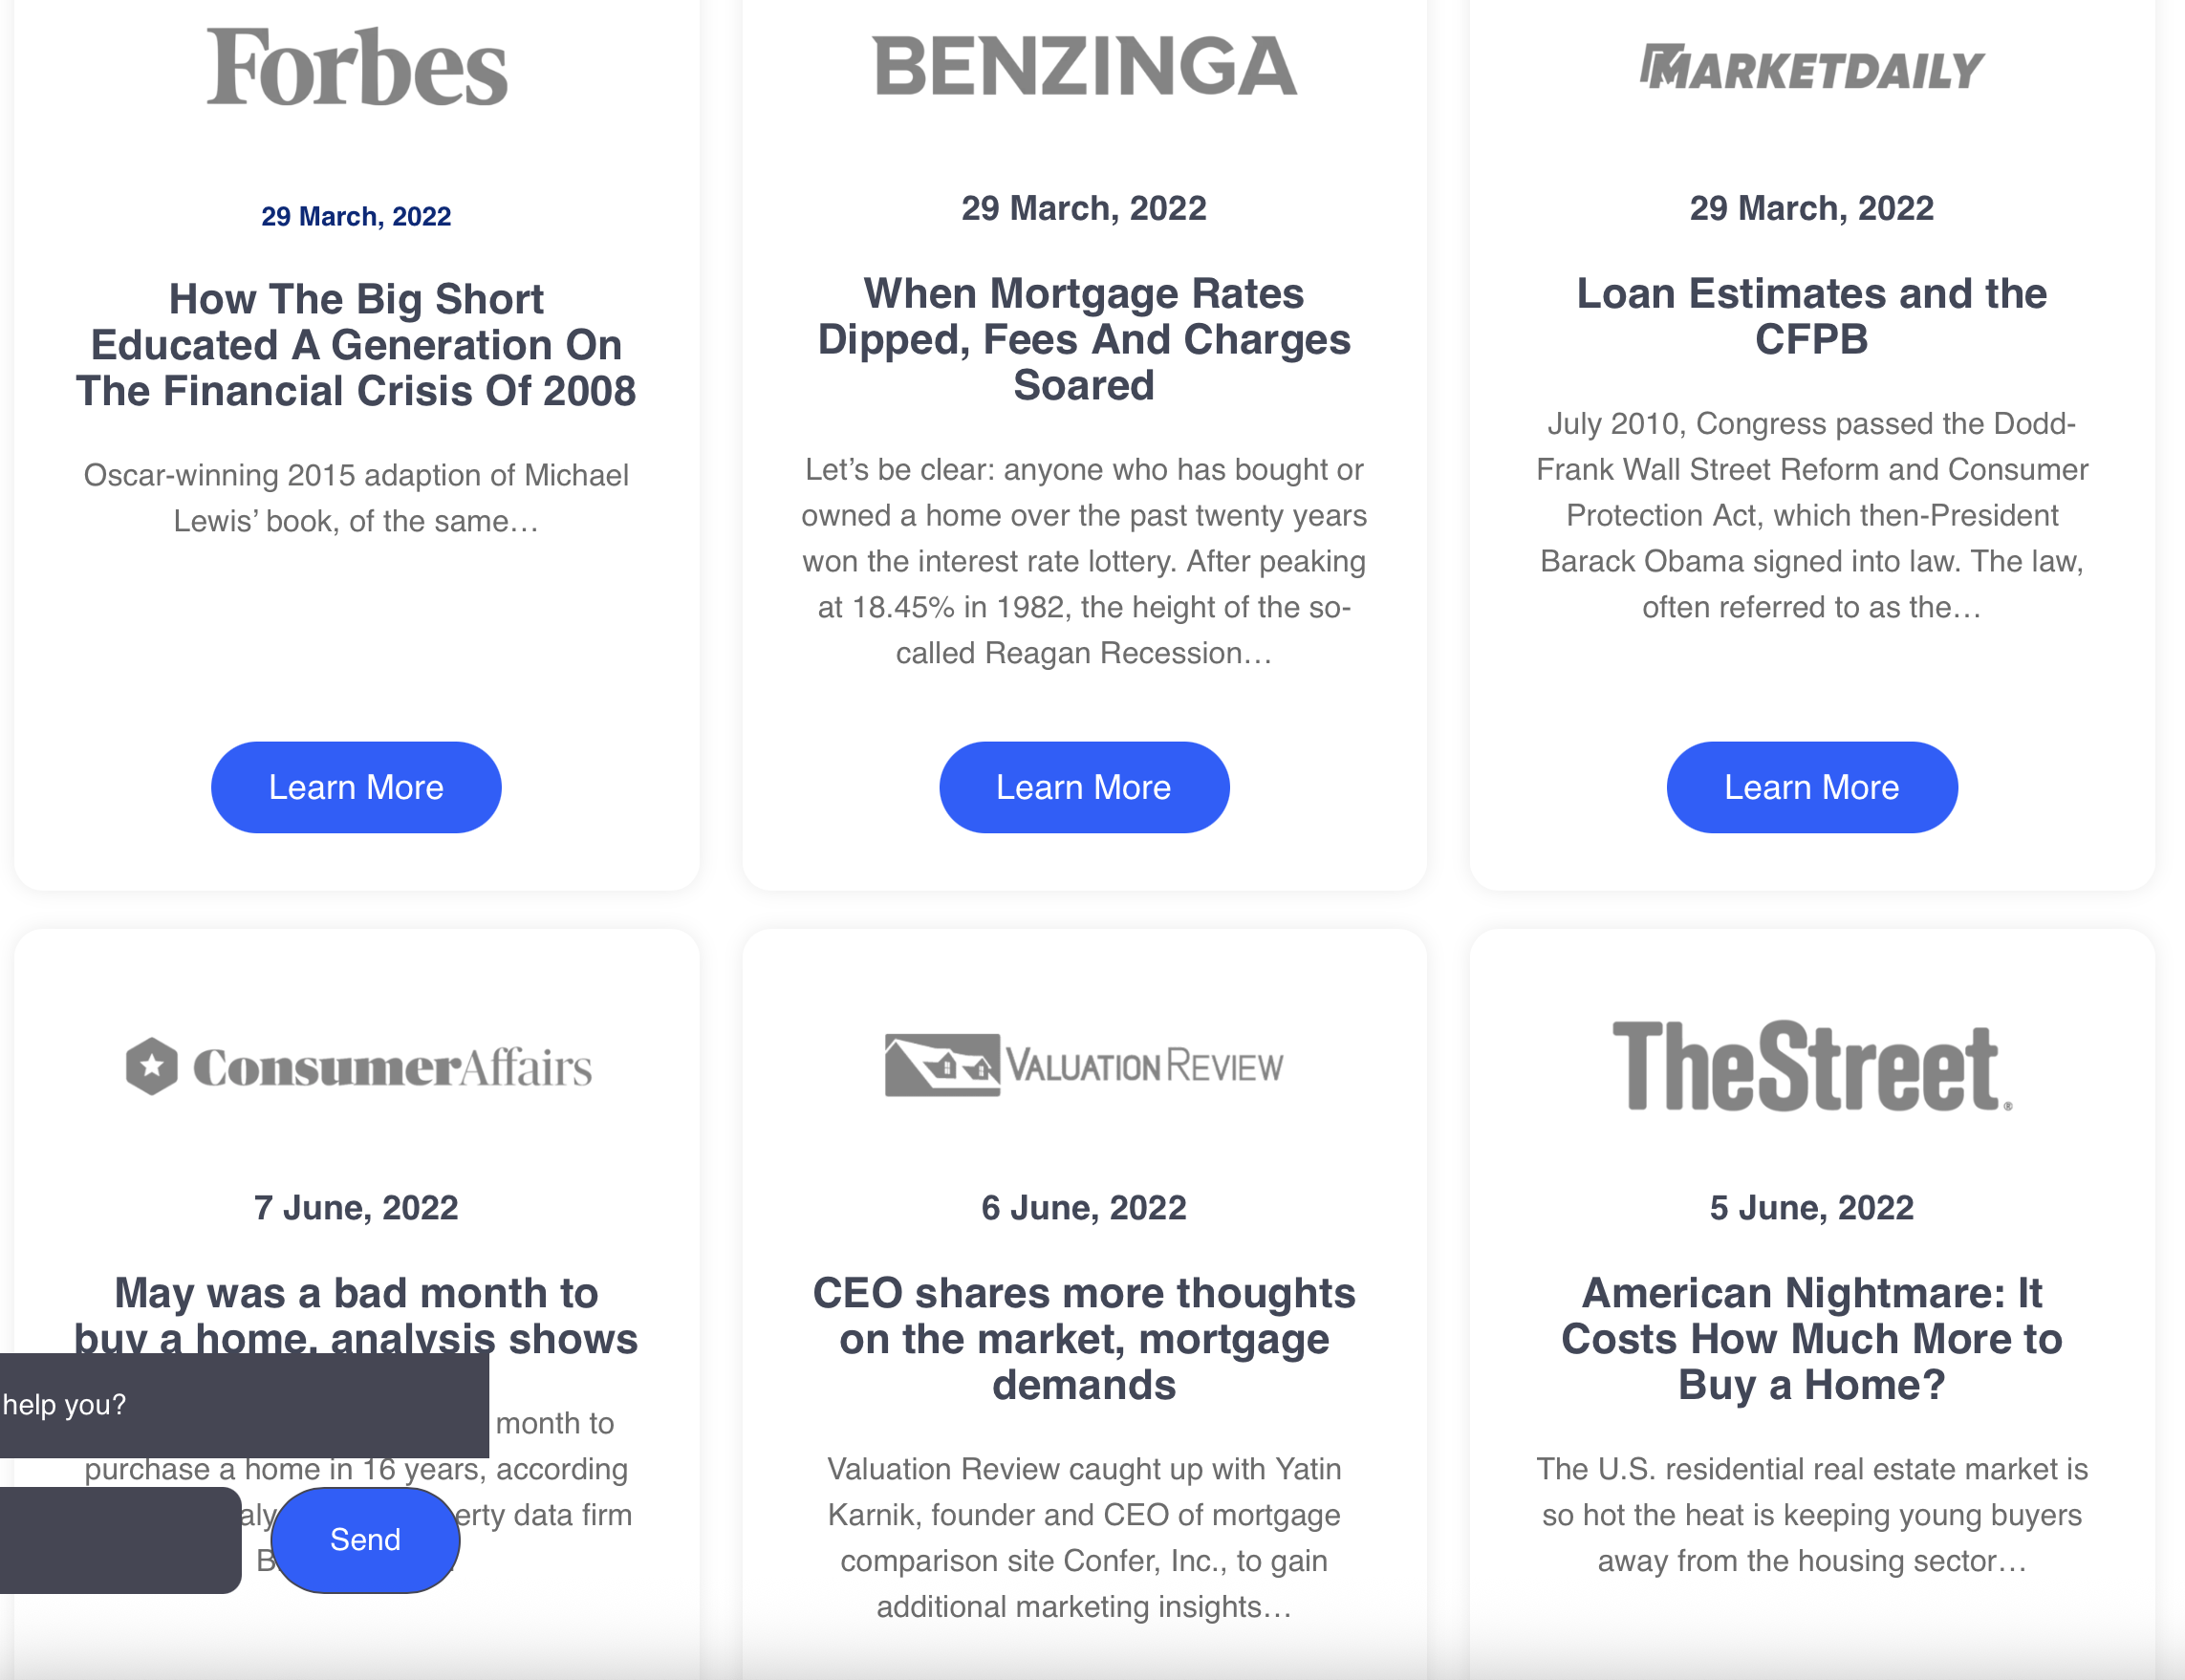 Forbes
29 March, 2022
How The Big Short
Educated A Generation On
The Financial Crisis Of 2008
Oscar-winning 2015 adaption of Michael
Lewis’ book, of the same…
Learn More
BENZINGA
29 March, 2022
When Mortgage Rates
Dipped, Fees And Charges
Soared
Let’s be clear: anyone who has bought or
owned a home over the past twenty years
won the interest rate lottery. After peaking
at 18.45% in 1982, the height of the so-
called Reagan Recession…
Learn More
MARKETDAILY
29 March, 2022
Loan Estimates and the
CFPB
July 2010, Congress passed the Dodd-
Frank Wall Street Reform and Consumer
Protection Act, which then-President
Barack Obama signed into law. The law,
often referred to as the…
Learn More
ConsumerAffairs
7 June, 2022
May was a bad month to
buy a home, analysis shows
month to
purchase a home in 16 years, according
data firm
help you?
Send
VALUATION REVIEW
6 June, 2022
CEO shares more thoughts
on the market, mortgage
demands
Valuation Review caught up with Yatin
Karnik, founder and CEO of mortgage
comparison site Confer, Inc., to gain
additional marketing insights…
TheStreet®
5 June, 2022
American Nightmare: It
Costs How Much More to
Buy a Home?
The U.S. residential real estate market is
so hot the heat is keeping young buyers
away from the housing sector…